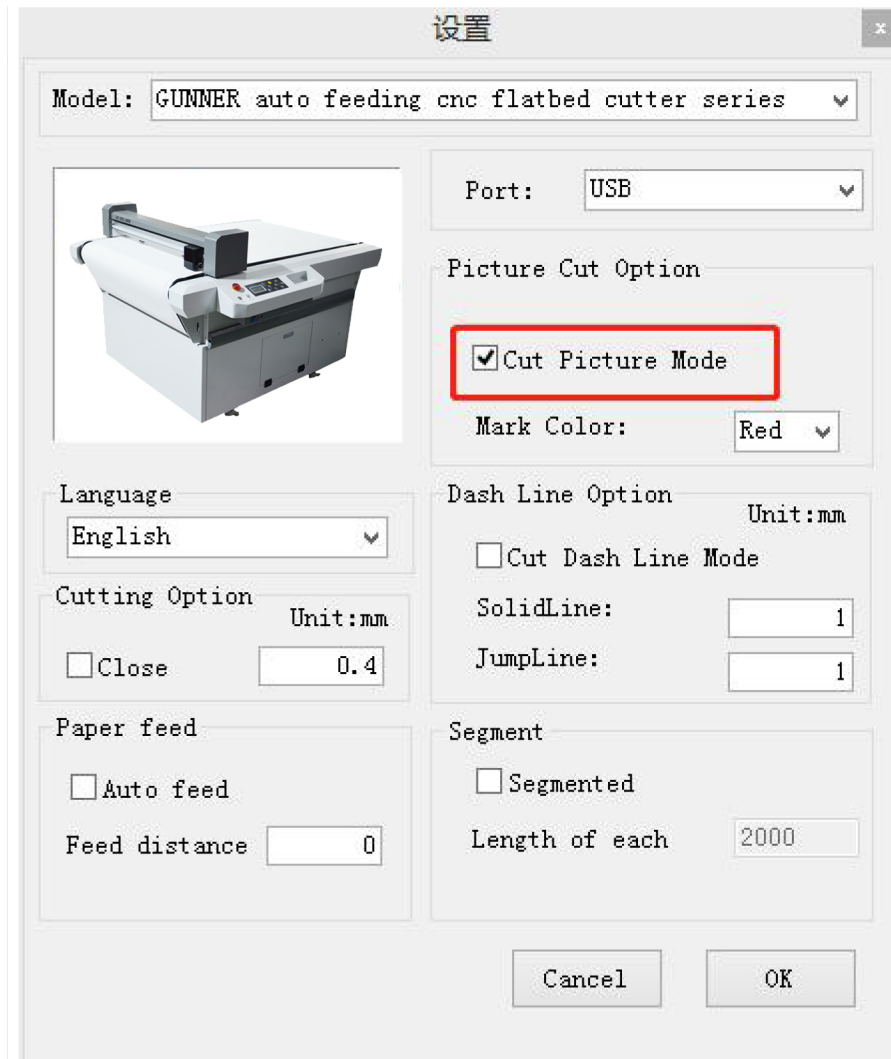 设置
x
Model: GUNNER auto feeding cnc flatbed cutter series
Port: USB
Picture Cut Option
Cut Picture Mode
Mark Color: Red
Language
English
Cutting Option
Unit:mm
Close 0.4
Paper feed
Auto feed
Feed distance 0
Dash Line Option
Unit:mm
Cut Dash Line Mode
SolidLine: 1
JumpLine: 1
Segment
Segmented
Length of each 2000
Cancel OK